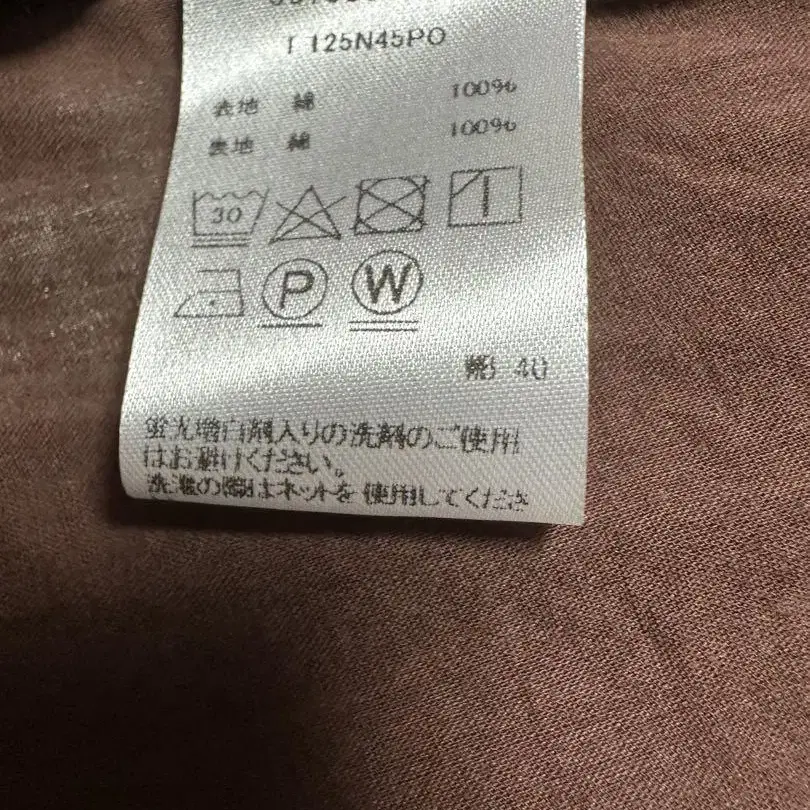 I I25N45PO
表地 綿 100%
裏地 綿 100%
30
P W
40
蛍光増白剤入りの洗剤のご使用
はお避けください。
洗濯の際はネットを使用してくださ